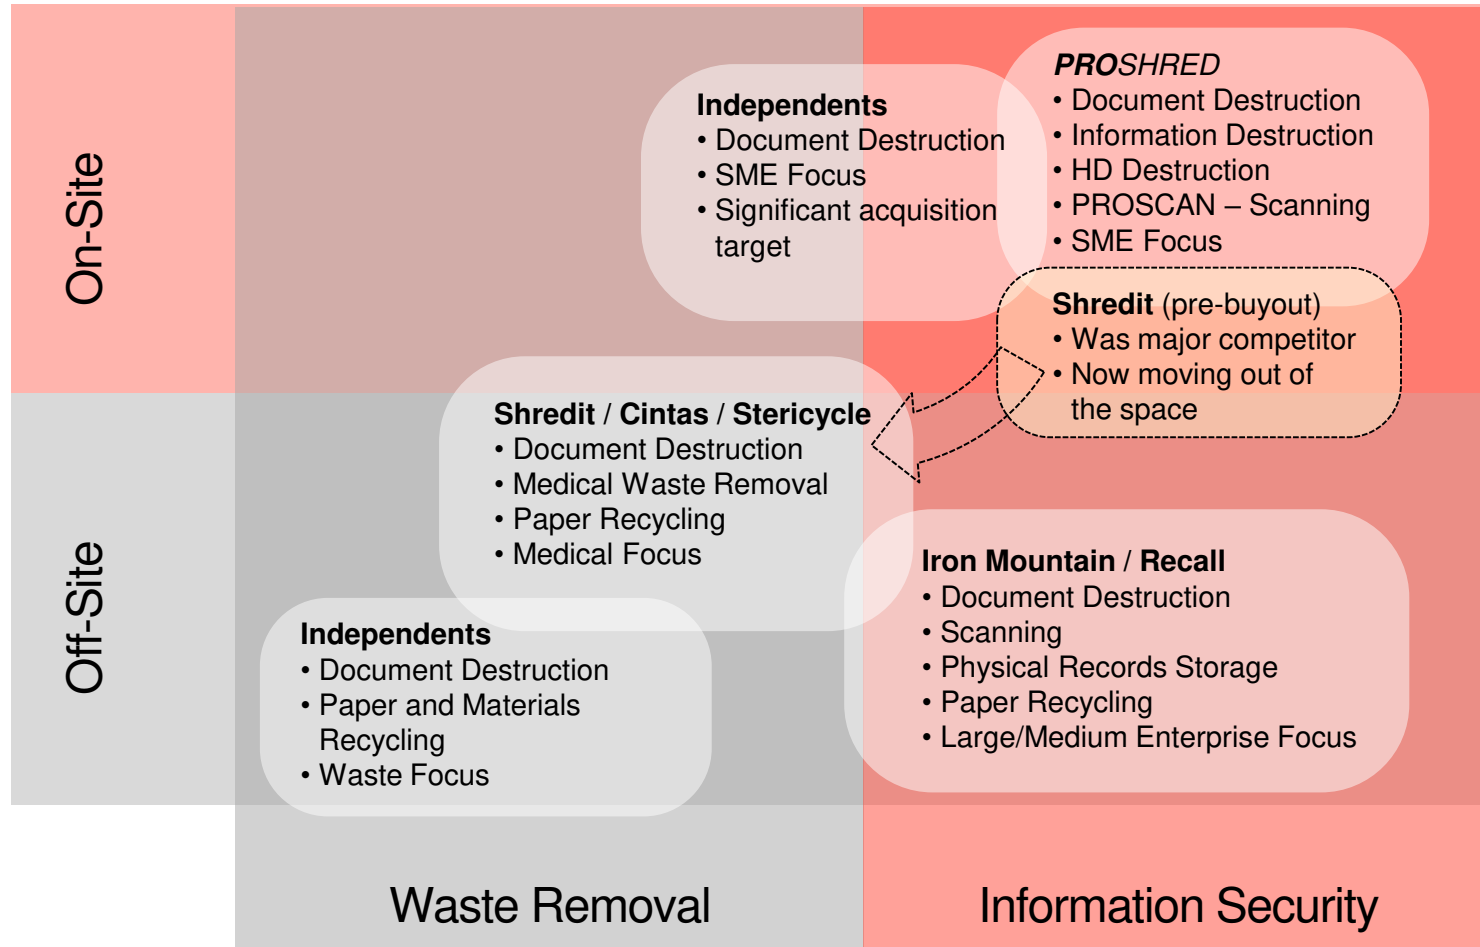 On-Site
Independents
• Document Destruction
• SME Focus
• Significant acquisition
target
PROSHRED
• Document Destruction
• Information Destruction
• HD Destruction
• PROSCAN – Scanning
• SME Focus
Shredit (pre-buyout)
• Was major competitor
• Now moving out of
the space
Off-Site
Shredit / Cintas / Stericycle
• Document Destruction
• Medical Waste Removal
• Paper Recycling
• Medical Focus
Independents
• Document Destruction
• Paper and Materials
Recycling
• Waste Focus
Iron Mountain / Recall
• Document Destruction
• Scanning
• Physical Records Storage
• Paper Recycling
• Large/Medium Enterprise Focus
Waste Removal
Information Security